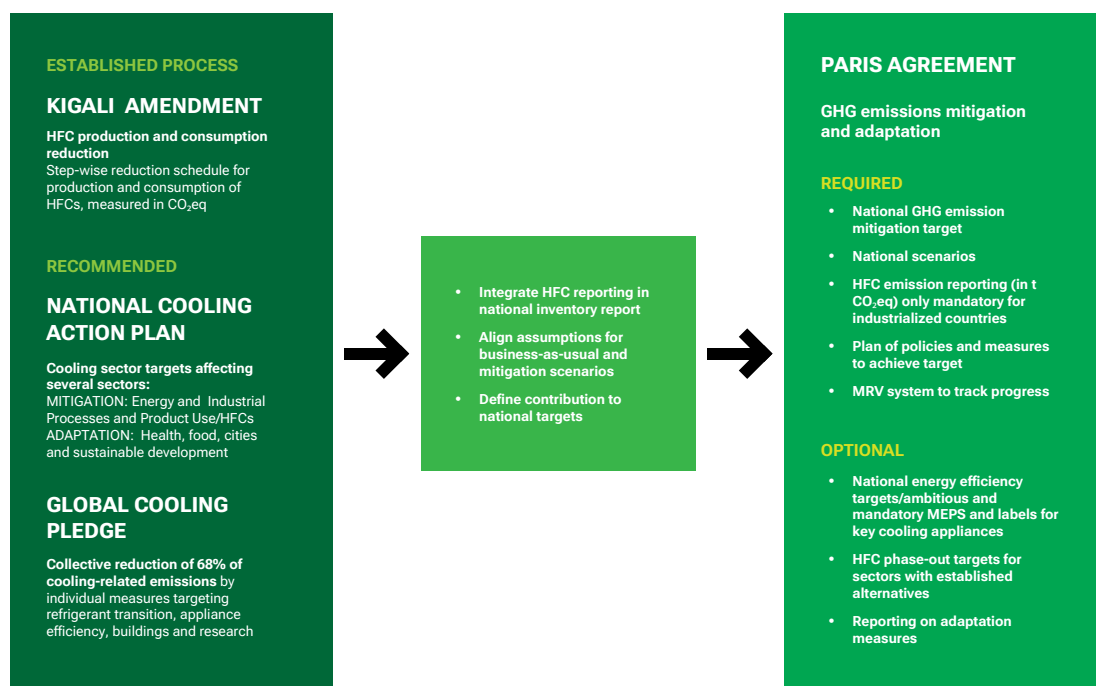 ESTABLISHED PROCESS
KIGALI AMENDMENT
HFC production and consumption
reduction
Step-wise reduction schedule for
production and consumption of
HFCs, measured in CO₂eq
RECOMMENDED
NATIONAL COOLING
ACTION PLAN
Cooling sector targets affecting
several sectors:
MITIGATION: Energy and Industrial
Processes and Product Use/HFCs
ADAPTATION: Health, food, cities
and sustainable development
GLOBAL COOLING
PLEDGE
Collective reduction of 68% of
cooling-related emissions by
individual measures targeting
refrigerant transition, appliance
efficiency, buildings and research
• Integrate HFC reporting in
national inventory report
• Align assumptions for
business-as-usual and
mitigation scenarios
• Define contribution to
national targets
PARIS AGREEMENT
GHG emissions mitigation
and adaptation
REQUIRED
• National GHG emission
mitigation target
• National scenarios
• HFC emission reporting (in t
CO₂eq) only mandatory for
industrialized countries
• Plan of policies and measures
to achieve target
• MRV system to track progress
OPTIONAL
• National energy efficiency
targets/ambitious and
mandatory MEPS and labels for
key cooling appliances
• HFC phase-out targets for
sectors with established
alternatives
• Reporting on adaptation
measures